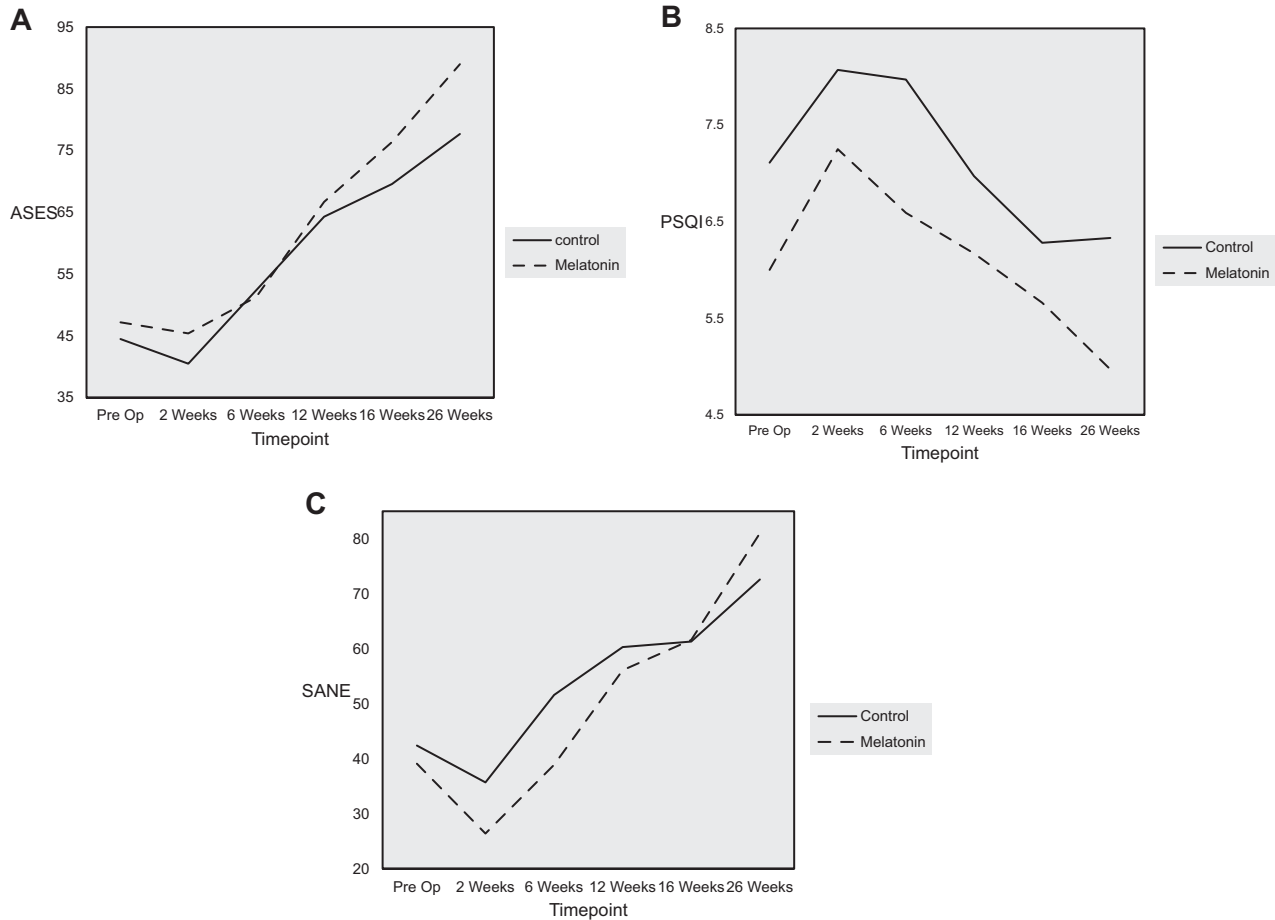 A
95
85
75
ASES65
55
45
35
Pre Op 2 Weeks 6 Weeks 12 Weeks 16 Weeks 26 Weeks
Timepoint
control
Melatonin
B
8.5
7.5
PSQI 6.5
5.5
4.5
Pre Op 2 Weeks 6 Weeks 12 Weeks 16 Weeks 26 Weeks
Timepoint
Control
Melatonin
C
80
70
60
SANE 50
40
30
20
Pre Op 2 Weeks 6 Weeks 12 Weeks 16 Weeks 26 Weeks
Timepoint
Control
Melatonin